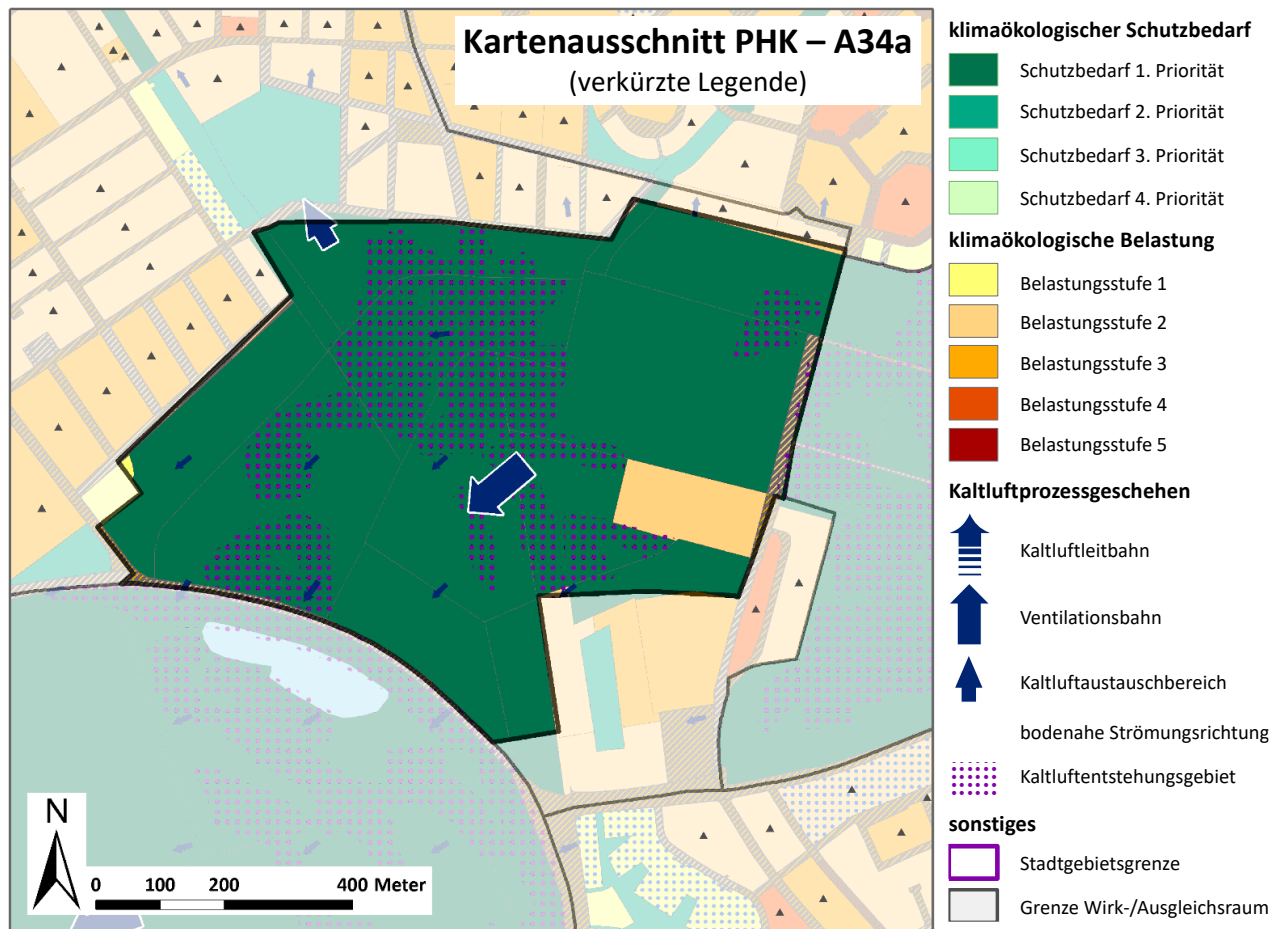 Kartenausschnitt PHK – A34a
(verkürzte Legende)
klimaökologischer Schutzbedarf
Schutzbedarf 1. Priorität
Schutzbedarf 2. Priorität
Schutzbedarf 3. Priorität
Schutzbedarf 4. Priorität
klimaökologische Belastung
Belastungsstufe 1
Belastungsstufe 2
Belastungsstufe 3
Belastungsstufe 4
Belastungsstufe 5
Kaltluftprozessgeschehen
Kaltluftleitbahn
Ventilationsbahn
Kaltluftaustauschbereich
bodenahe Strömungsrichtung
Kaltluftentstehungsgebiet
sonstiges
Stadtgebietsgrenze
Grenze Wirk-/Ausgleichsraum
N
0 100 200 400 Meter